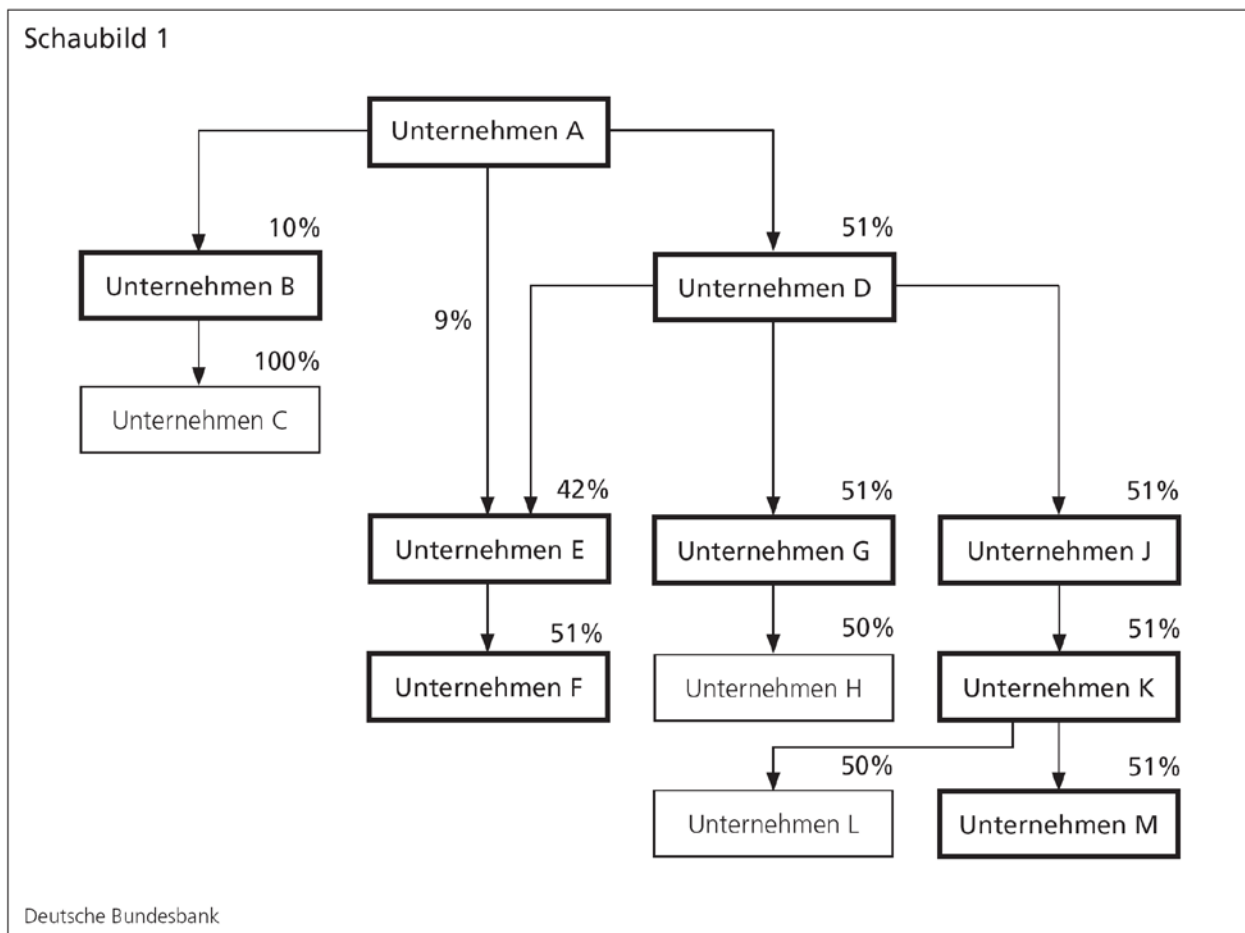 Schaubild 1
Unternehmen A
10%
51%
Unternehmen B
Unternehmen D
9%
100%
Unternehmen C
42%
51%
51%
Unternehmen E
Unternehmen G
Unternehmen J
51%
50%
51%
Unternehmen F
Unternehmen H
Unternehmen K
50%
51%
Unternehmen L
Unternehmen M
Deutsche Bundesbank